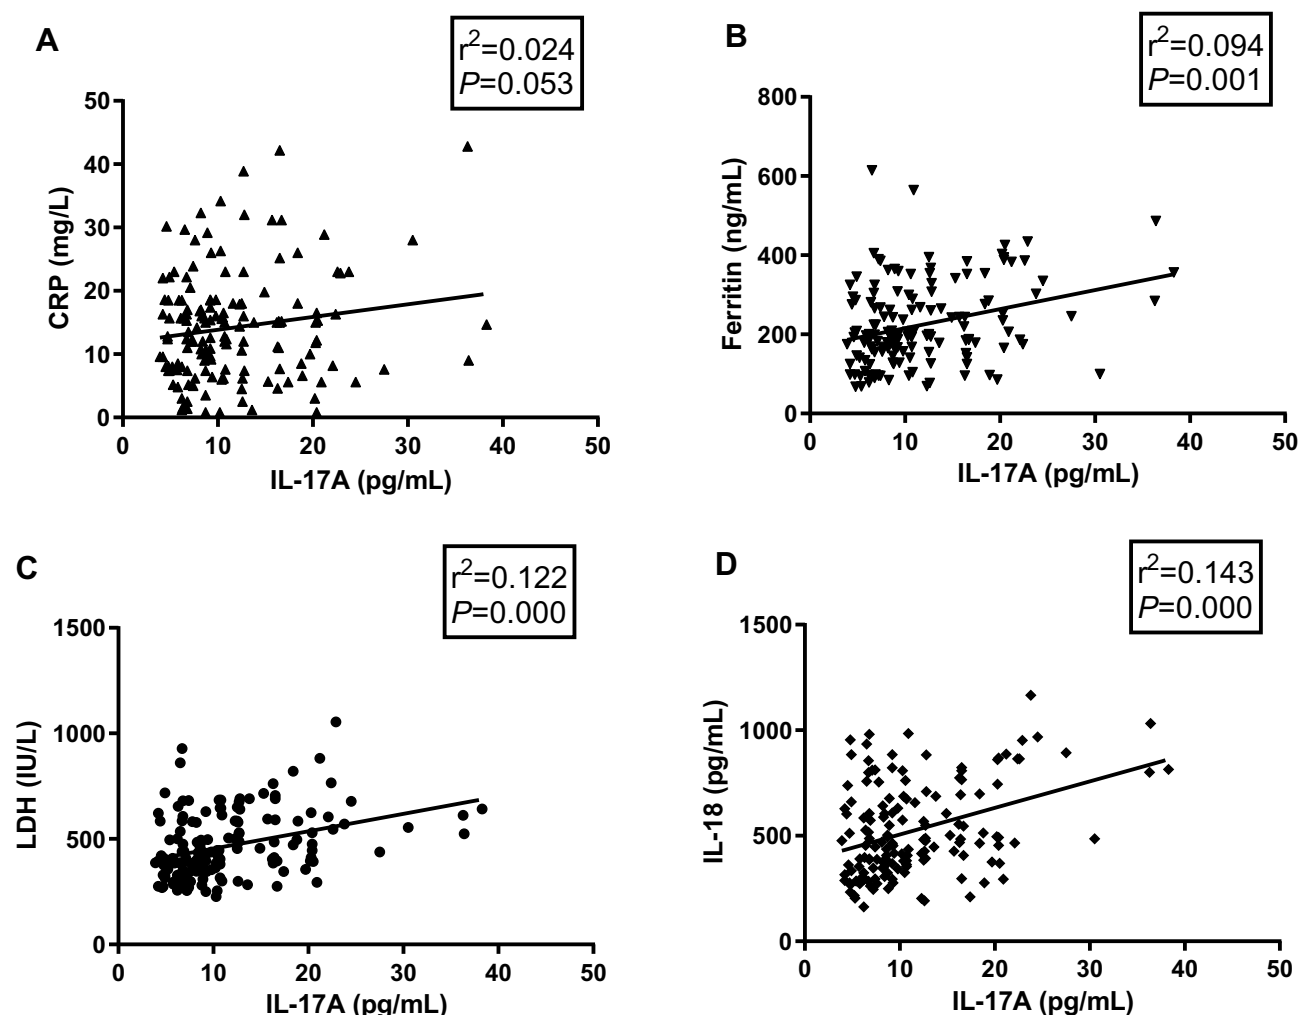 A
r²=0.024
P=0.053
50
40
30
20
10
0
CRP (mg/L)
0 10 20 30 40 50
IL-17A (pg/mL)
B
r²=0.094
P=0.001
800
600
400
200
0
Ferritin (ng/mL)
0 10 20 30 40 50
IL-17A (pg/mL)
C
r²=0.122
P=0.000
1500
1000
500
0
LDH (IU/L)
0 10 20 30 40 50
IL-17A (pg/mL)
D
r²=0.143
P=0.000
1500
1000
500
0
IL-18 (pg/mL)
0 10 20 30 40 50
IL-17A (pg/mL)